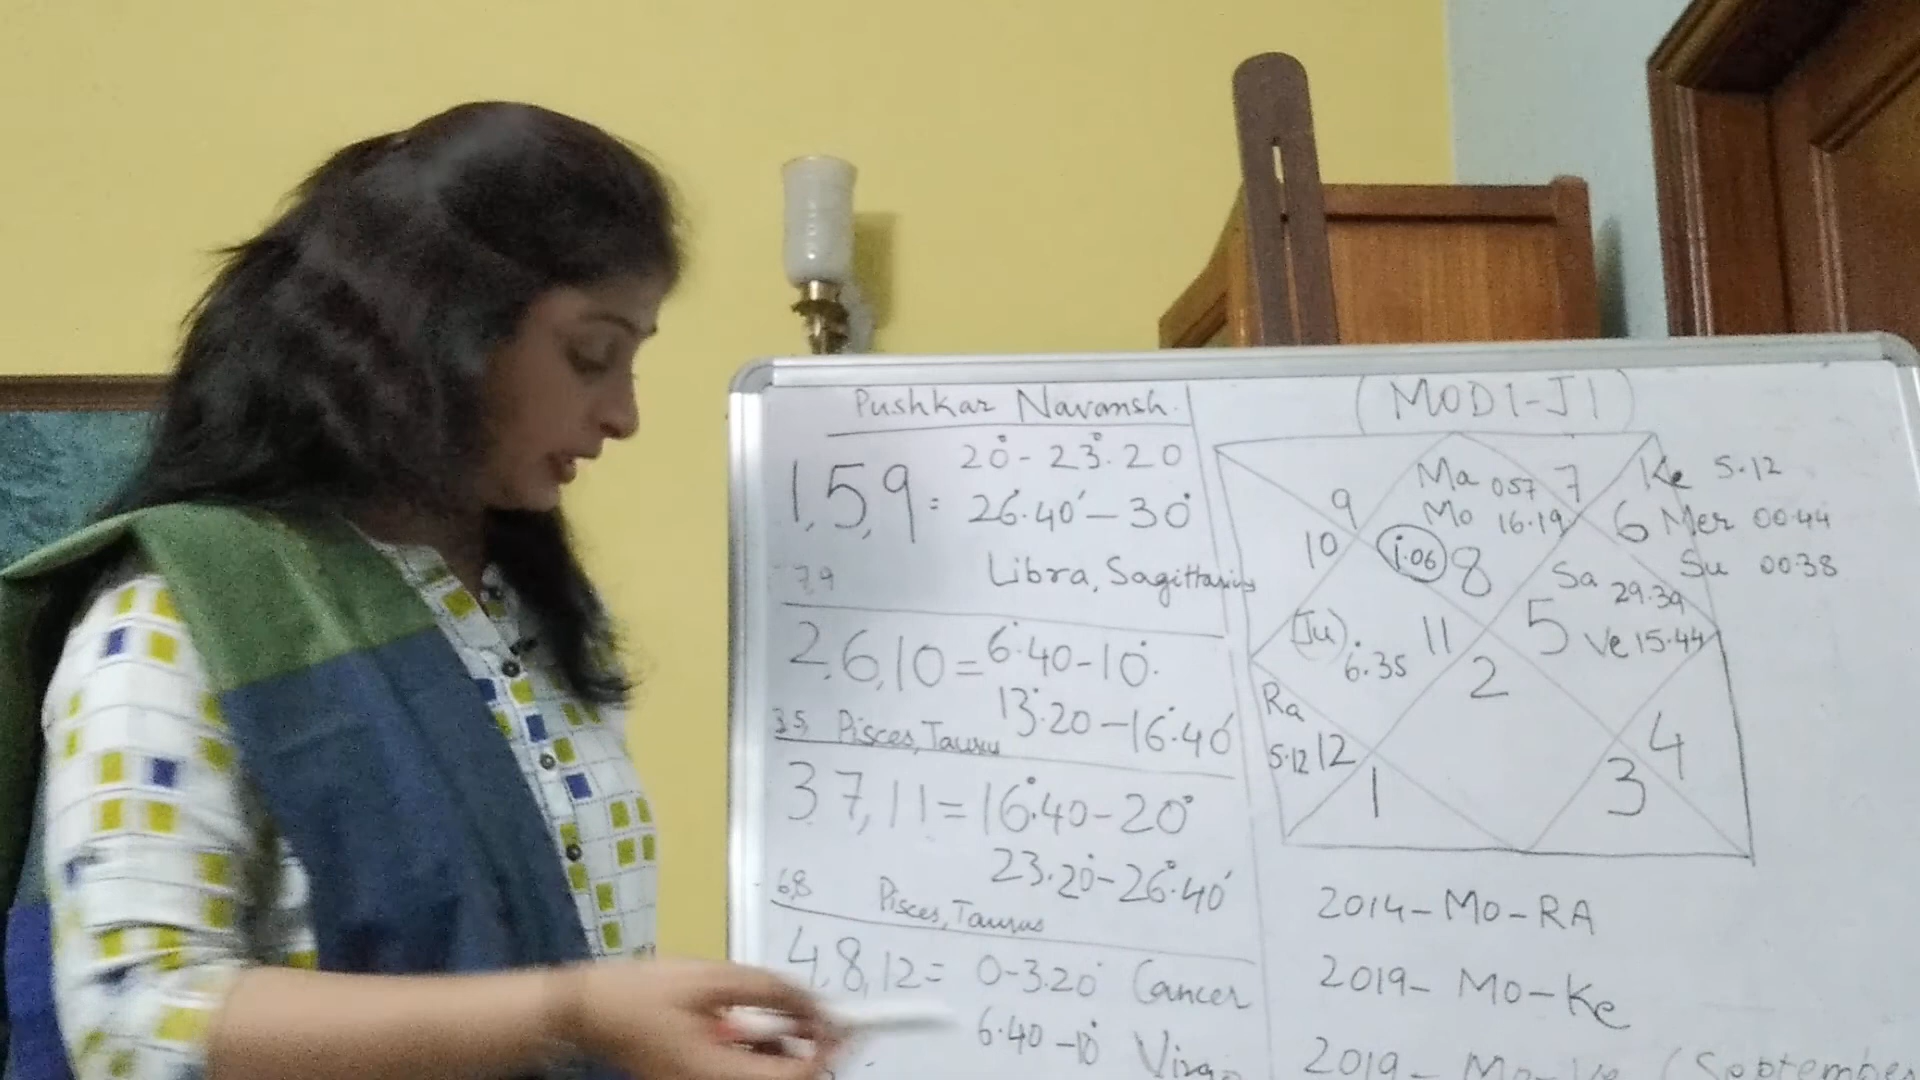 Pushkar Navansh.
1,5,9 = 20° - 23°.20
26°.40' - 30°
7,9 Libra, Sagittarius
2,6,10 = 6°.40 - 10°.
13°.20 - 16°.40'
3,5, Pisces, Taurus
3 7, 11 = 16°.40 - 20°
23.20° - 26°.40'
6,8 Pisces, Taurus
4,8,12 = 0 - 3.20° Cancer
6°.40 - 10°
(MODI-JI)
Ma 0.57 7
Ke 5.12
9
Mo 16.19
6 Mer 00.44
10
1.06 8
Su 00.38
Sa 29.39
(Ju) 6.35
11
5 Ve 15.44
2
Ra
5.12 12
4
1
3
2014 - Mo - RA
2019 - Mo - Ke
2019 - Mo - Ve (September